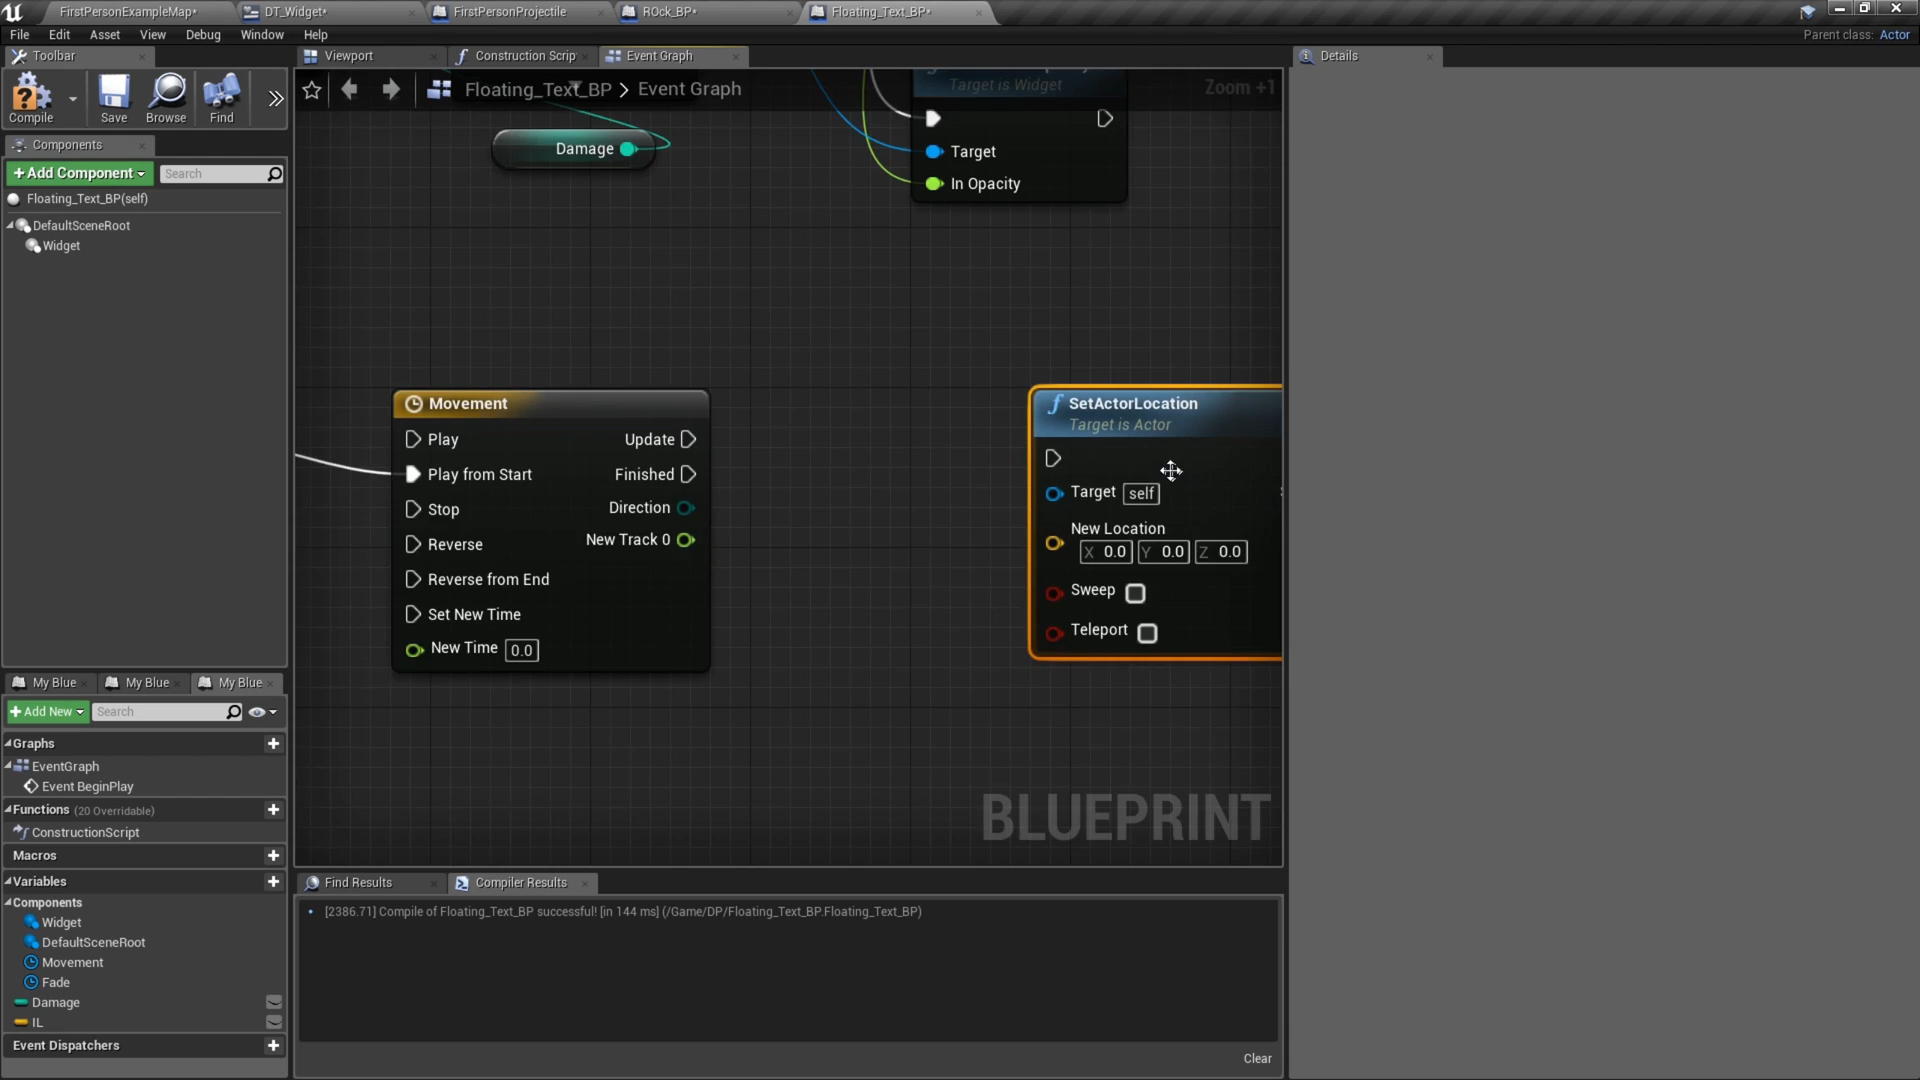 FirstPersonExampleMap*
DT_Widget*
FirstPersonProjectile
ROck_BP*
Floating_Text_BP*
File Edit Asset View Debug Window Help
Parent class: Actor
Toolbar
Viewport
Construction Scrip
Event Graph
Details
Compile
Save
Browse
Find
Floating_Text_BP > Event Graph
Zoom +1
Target is Widget
Damage
Target
In Opacity
Components
+ Add Component
Search
Floating_Text_BP(self)
DefaultSceneRoot
Widget
Movement
Play
Update
Play from Start
Finished
Stop
Direction
Reverse
New Track 0
Reverse from End
Set New Time
New Time 0.0
SetActorLocation
Target is Actor
Target self
New Location
X 0.0 Y 0.0 Z 0.0
Sweep
Teleport
BLUEPRINT
My Blue
My Blue
My Blue
+ Add New
Search
Graphs
EventGraph
Event BeginPlay
Functions (20 Overridable)
ConstructionScript
Macros
Variables
Components
Widget
DefaultSceneRoot
Movement
Fade
Damage
IL
Event Dispatchers
Find Results
Compiler Results
[2386.71] Compile of Floating_Text_BP successful! [in 144 ms] (/Game/DP/Floating_Text_BP.Floating_Text_BP)
Clear